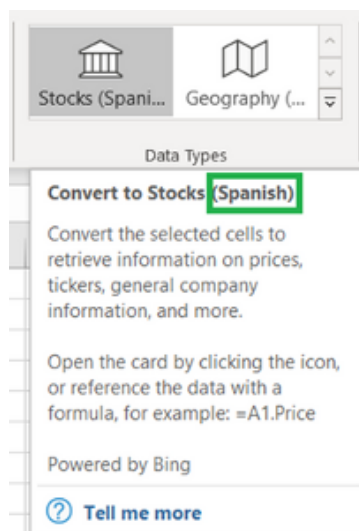 Stocks (Spani...
Geography (...
Data Types
Convert to Stocks (Spanish)
Convert the selected cells to
retrieve information on prices,
tickers, general company
information, and more.
Open the card by clicking the icon,
or reference the data with a
formula, for example: =A1.Price
Powered by Bing
Tell me more